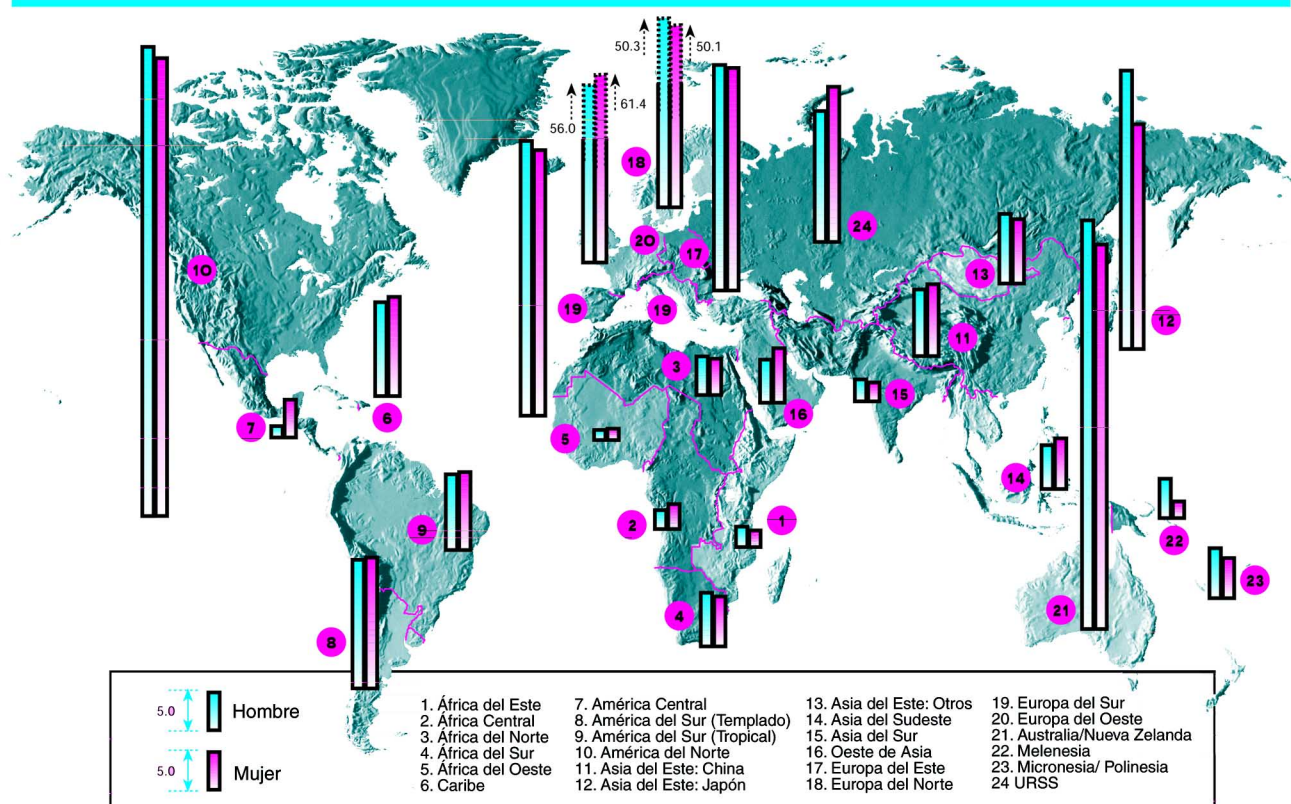 50.3
50.1
56.0
61.4
18
10
20
17
24
13
19
19
12
11
3
16
15
6
7
5
14
9
2
1
22
23
21
4
8
5.0 Hombre
5.0 Mujer
1. África del Este
2. África Central
3. África del Norte
4. África del Sur
5. África del Oeste
6. Caribe
7. América Central
8. América del Sur (Templado)
9. América del Sur (Tropical)
10. América del Norte
11. Asia del Este: China
12. Asia del Este: Japón
13. Asia del Este: Otros
14. Asia del Sudeste
15. Asia del Sur
16. Oeste de Asia
17. Europa del Este
18. Europa del Norte
19. Europa del Sur
20. Europa del Oeste
21. Australia/Nueva Zelanda
22. Melenesia
23. Micronesia/ Polinesia
24 URSS